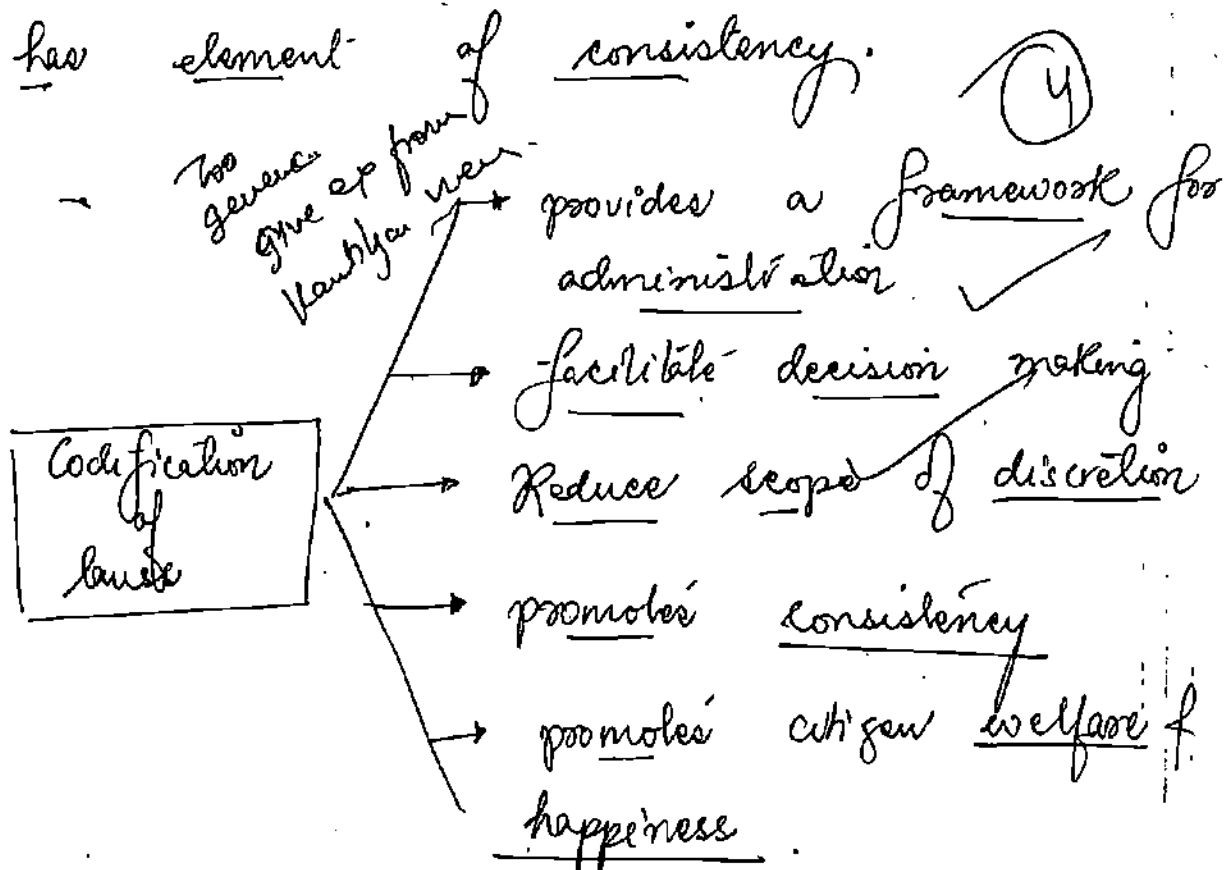 has element of consistency.
4
too
generic
give ex from
Kautilyan view
→ provides a framework for
administration
→ facilitate decision making
Codification
of
laws
→ Reduce scope of discretion
→ promotes consistency
→ promotes citizen welfare &
happiness.